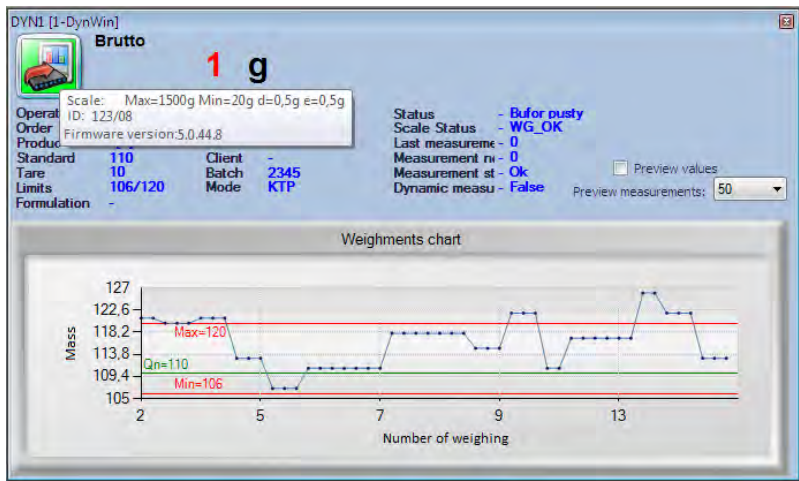 DYN1 [1-DynWin]
Brutto
1 g
Scale: Max=1500g Min=20g d=0,5g e=0,5g
ID: 123/08
Firmware version:5.0.44.8
Operat
Order
Produc
Standard 110 Client -
Tare 10 Batch 2345
Limits 106/120 Mode KTP
Formulation -
Status - Bufor pusty
Scale Status - WG_OK
Last measureme - 0
Measurement n - 0
Measurement st - Ok
Dynamic measu - False
Preview values
Preview measurements: 50
Weighments chart
Mass
127
122,6
118,2
113,8
109,4
105
Max=120
Qn=110
Min=106
2 5 7 9 13
Number of weighing